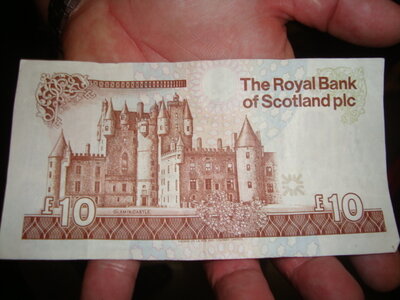 The Royal Bank
of Scotland plc
£10
GLAMIS CASTLE
£10